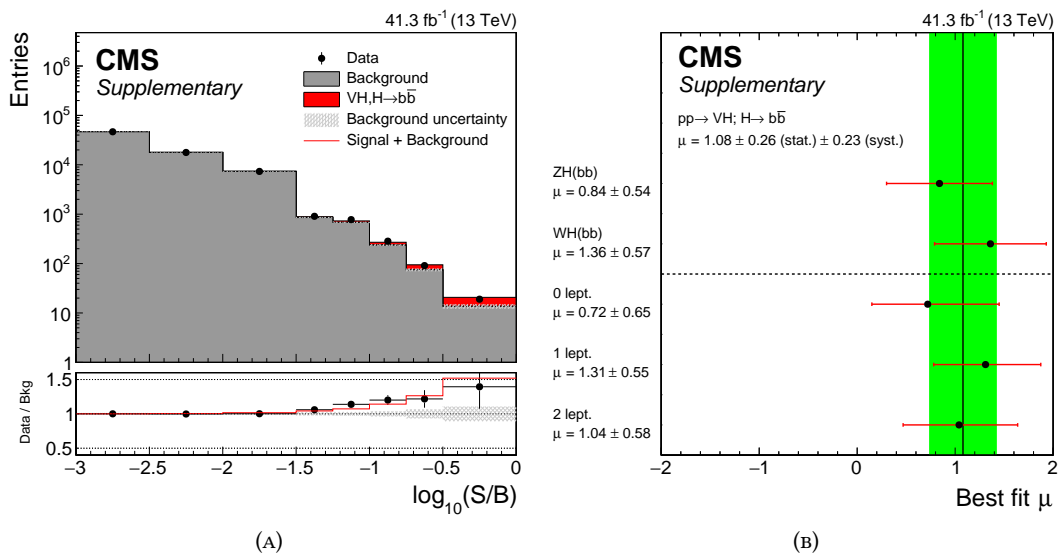 41.3 fb⁻¹ (13 TeV)
Entries
10⁶
10⁵
10⁴
10³
10²
10
1
CMS
Supplementary
Data
Background
VH,H→bb̅
Background uncertainty
Signal + Background
Data / Bkg
1.5
1
0.5
−3 −2.5 −2 −1.5 −1 −0.5 0
log₁₀(S/B)
(A)
41.3 fb⁻¹ (13 TeV)
CMS
Supplementary
pp→ VH; H→ bb̅
μ = 1.08 ± 0.26 (stat.) ± 0.23 (syst.)
ZH(bb)
μ = 0.84 ± 0.54
WH(bb)
μ = 1.36 ± 0.57
0 lept.
μ = 0.72 ± 0.65
1 lept.
μ = 1.31 ± 0.55
2 lept.
μ = 1.04 ± 0.58
−2 −1 0 1 2
Best fit μ
(B)